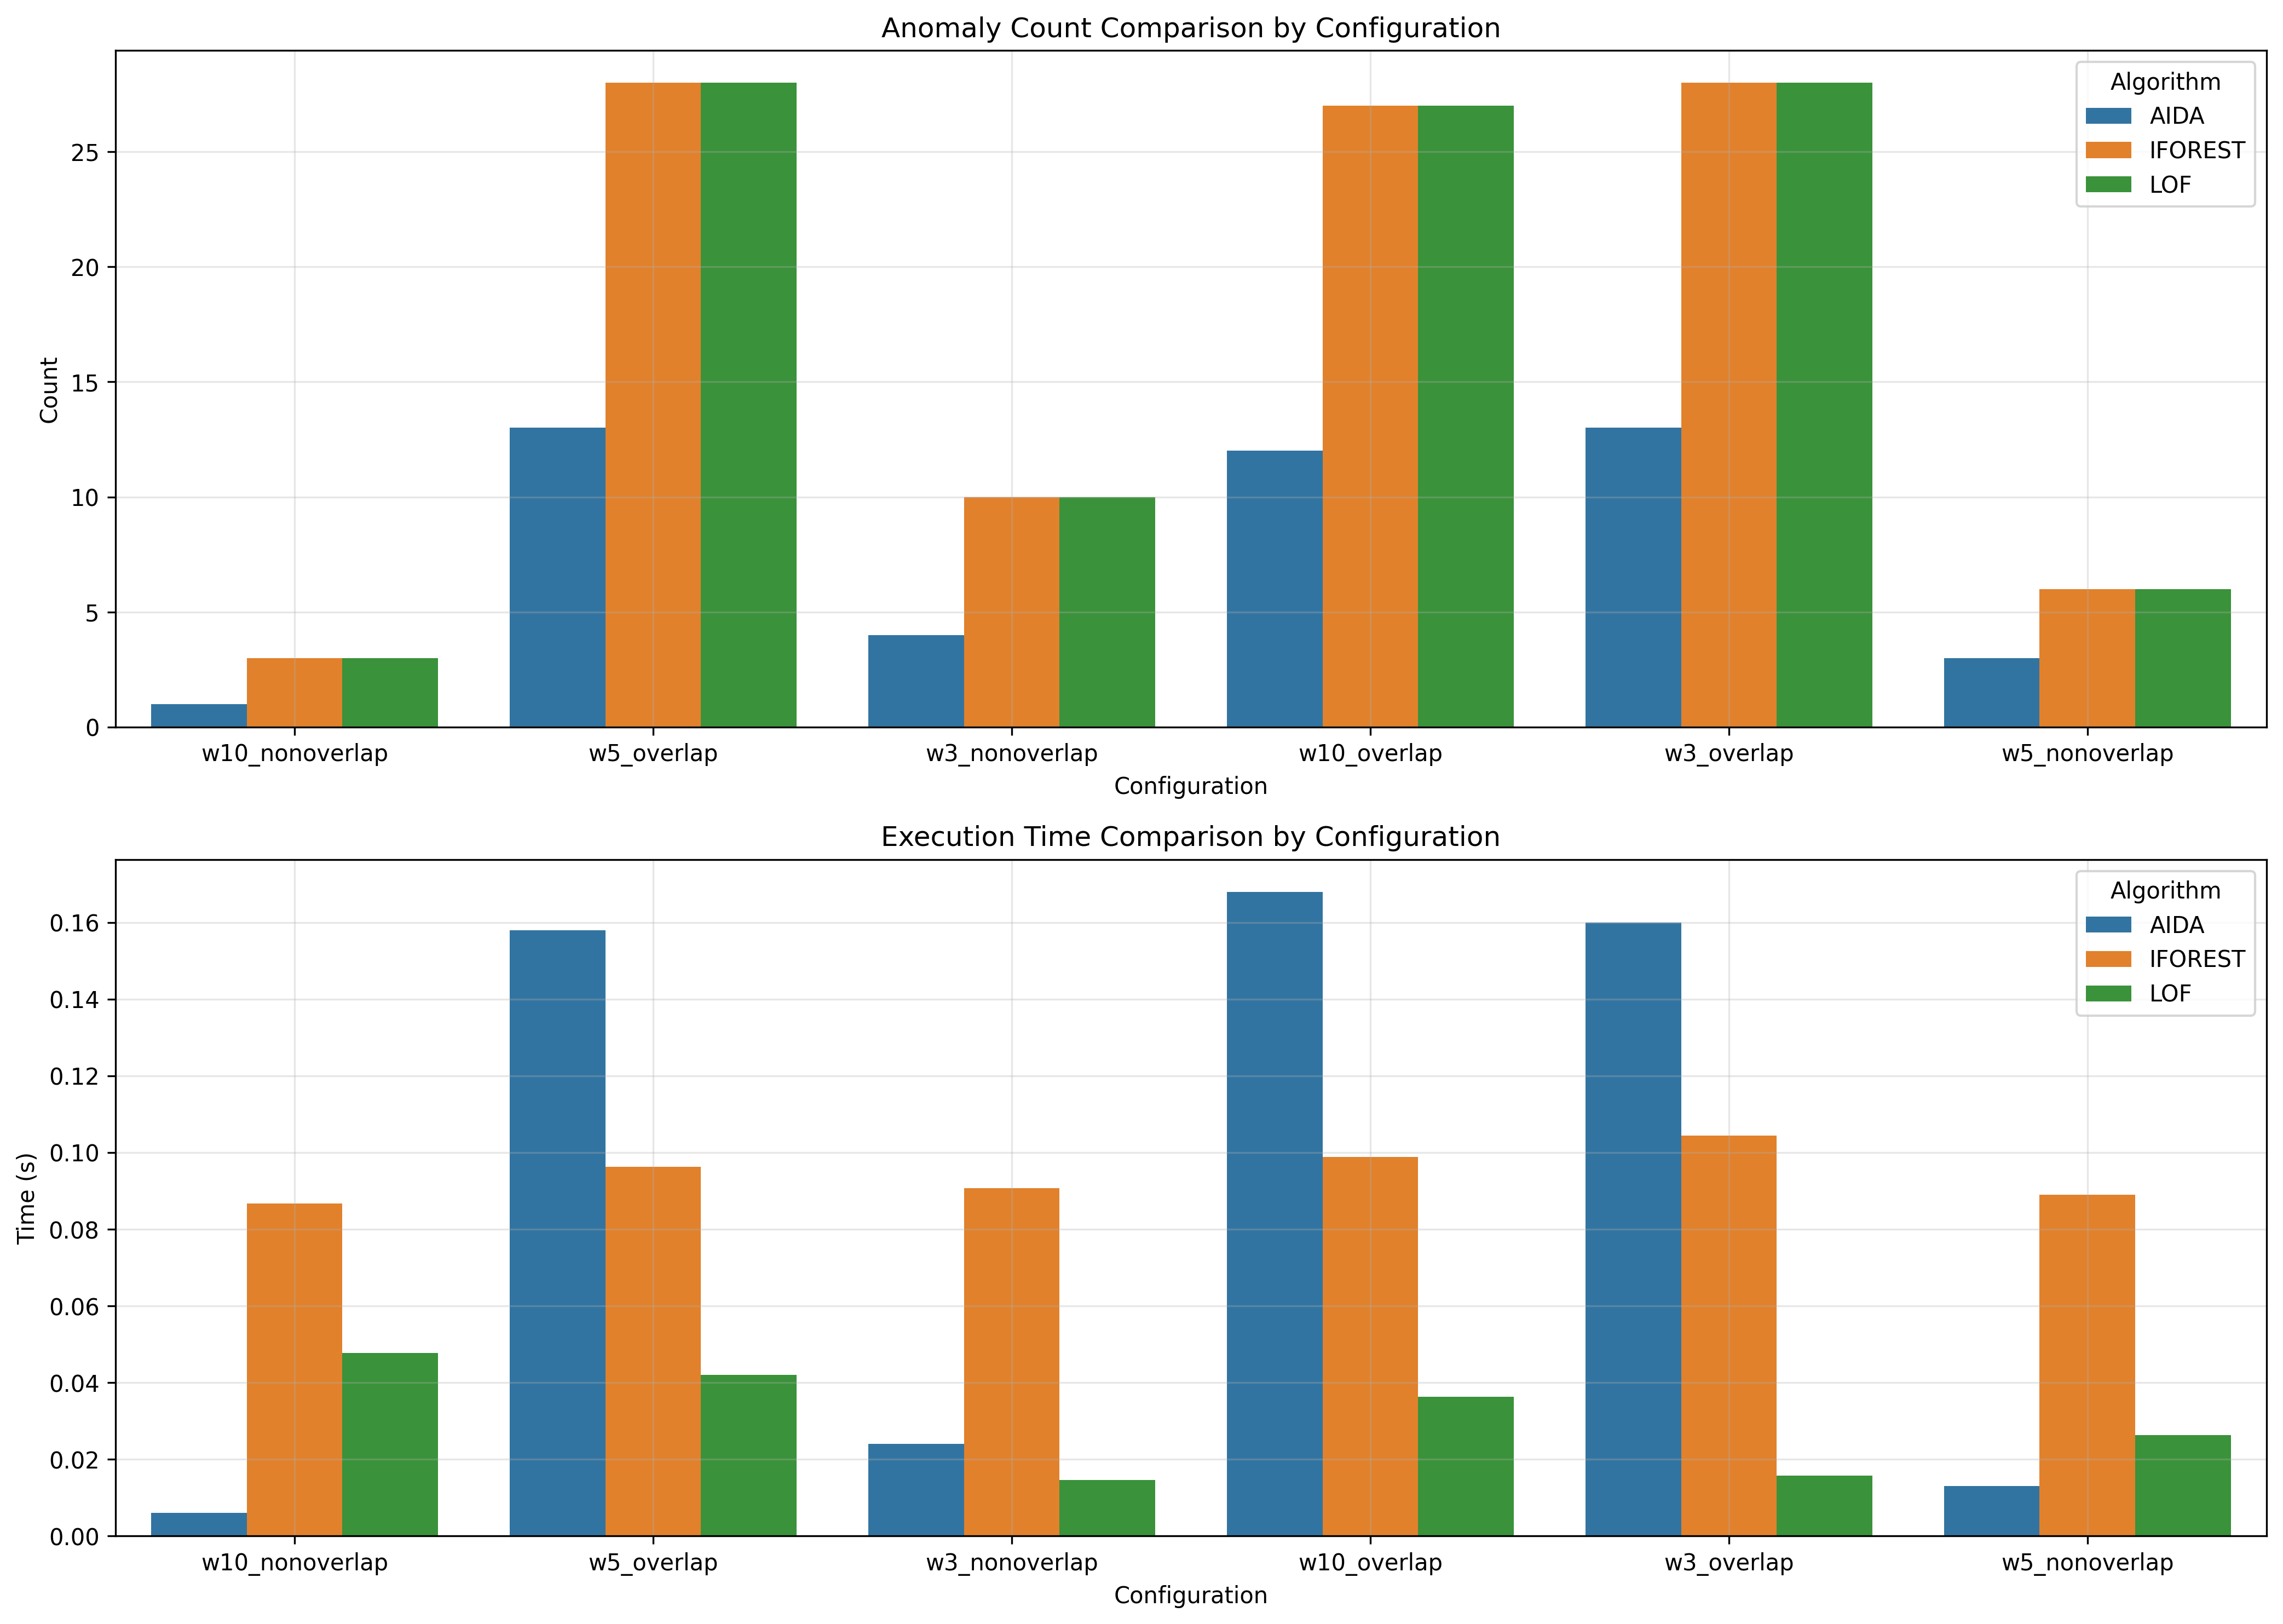 Anomaly Count Comparison by Configuration
Algorithm
AIDA
IFOREST
LOF
Count
25
20
15
10
5
0
w10_nonoverlap
w5_overlap
w3_nonoverlap
w10_overlap
w3_overlap
w5_nonoverlap
Configuration
Execution Time Comparison by Configuration
Algorithm
AIDA
IFOREST
LOF
Time (s)
0.16
0.14
0.12
0.10
0.08
0.06
0.04
0.02
0.00
w10_nonoverlap
w5_overlap
w3_nonoverlap
w10_overlap
w3_overlap
w5_nonoverlap
Configuration